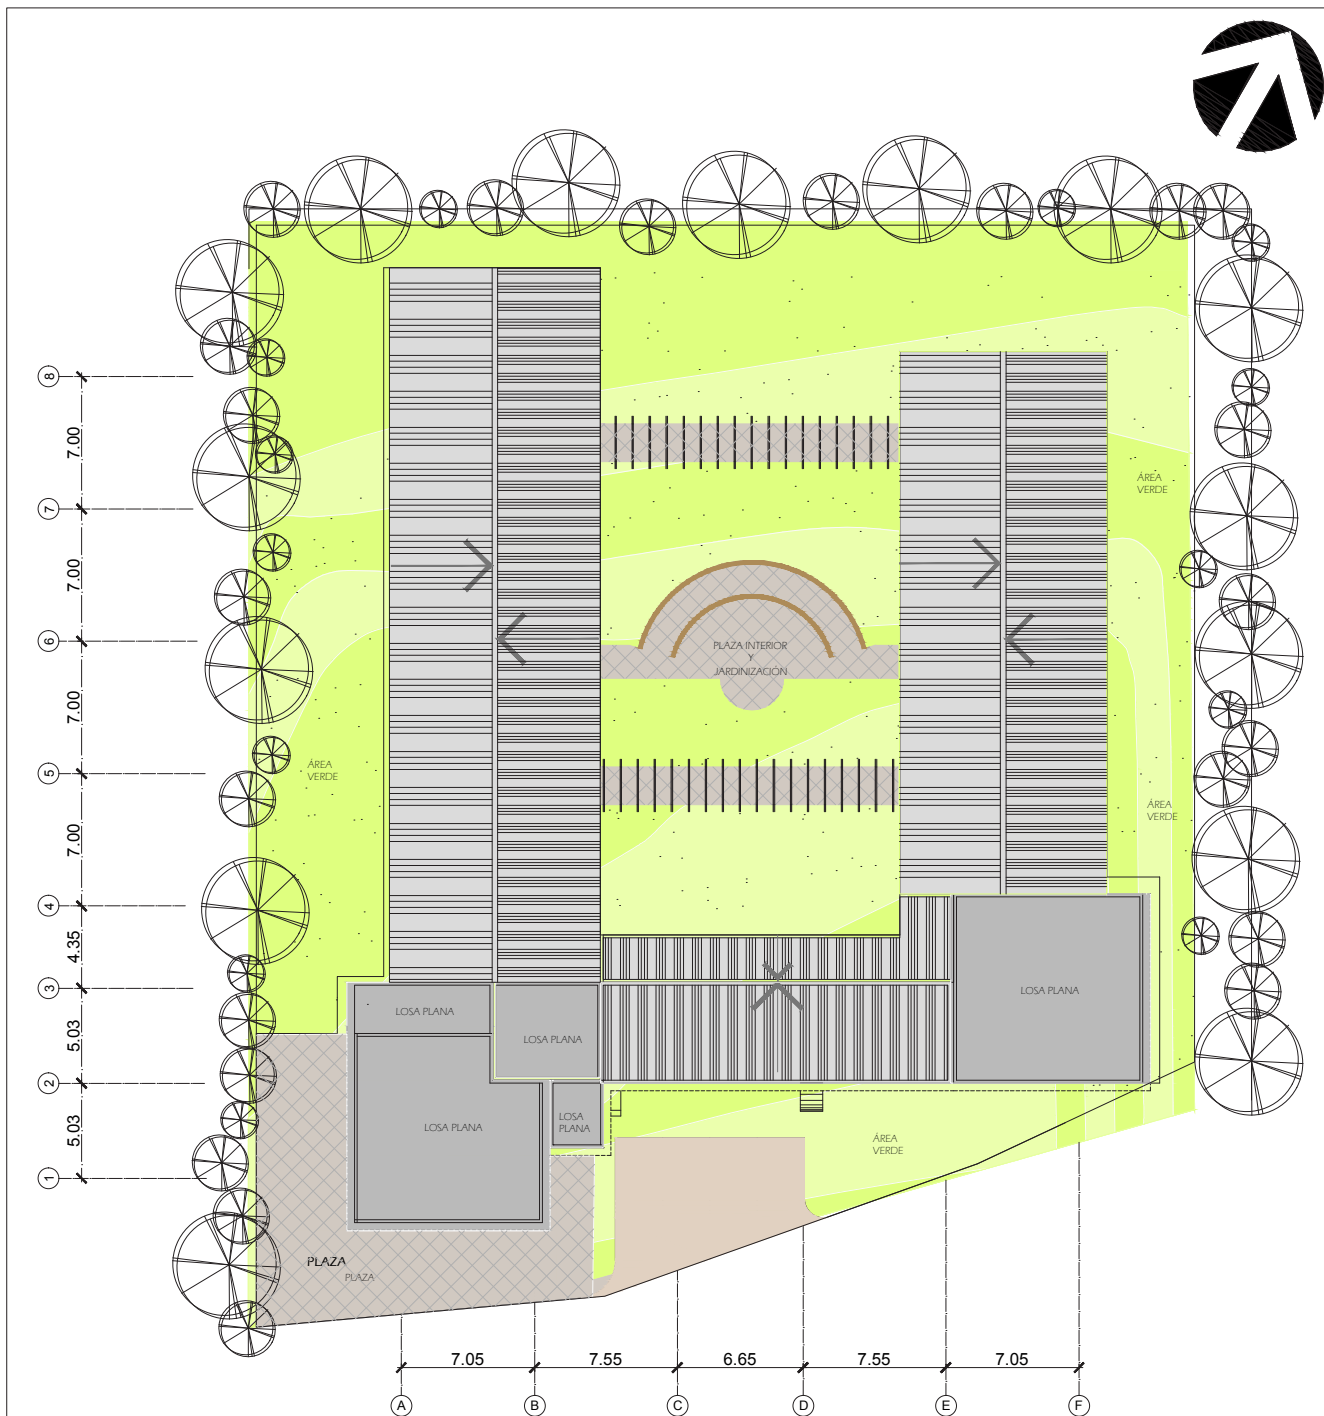 8
7.00
7
7.00
6
7.00
5
7.00
4
4.35
3
5.03
2
5.03
1
ÁREA
VERDE
PLAZA INTERIOR
Y
JARDINIZACIÓN
ÁREA
VERDE
ÁREA
VERDE
LOSA PLANA
LOSA PLANA
LOSA PLANA
LOSA PLANA
LOSA
PLANA
ÁREA
VERDE
PLAZA
PLAZA
7.05
7.55
6.65
7.55
7.05
A
B
C
D
E
F